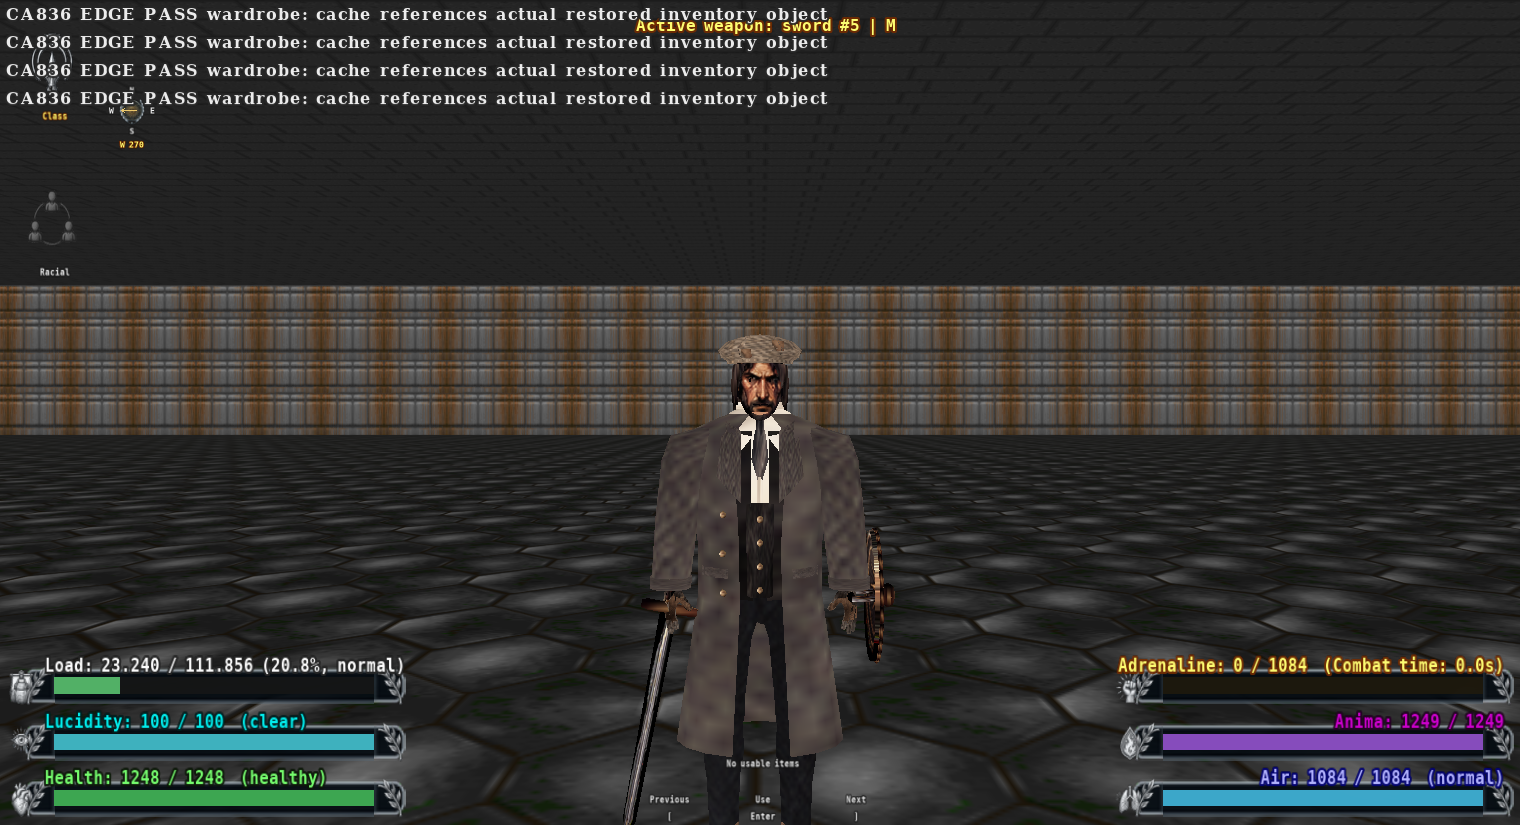 CA836 EDGE PASS wardrobe: cache references actual restored inventory object
Active weapon: sword #5 | M
CA836 EDGE PASS wardrobe: cache references actual restored inventory object
CA836 EDGE PASS wardrobe: cache references actual restored inventory object
CA836 EDGE PASS wardrobe: cache references actual restored inventory object
Class
N
W E
S
W 270
Racial
Load: 23.240 / 111.856 (20.8%, normal)
Lucidity: 100 / 100 (clear)
Health: 1248 / 1248 (healthy)
Adrenaline: 0 / 1084 (Combat time: 0.0s)
Anima: 1249 / 1249
Air: 1084 / 1084 (normal)
No usable items
Previous Use Next
[ Enter ]